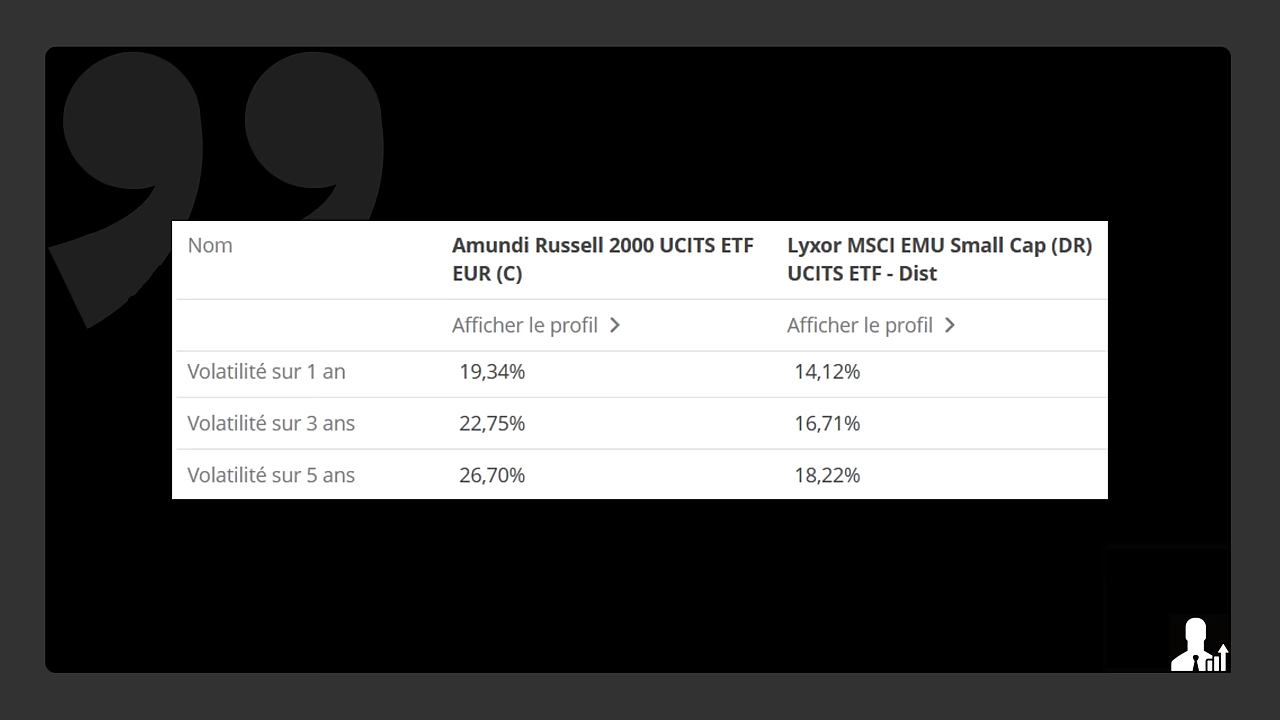 Nom
Amundi Russell 2000 UCITS ETF
EUR (C)
Lyxor MSCI EMU Small Cap (DR)
UCITS ETF - Dist
Afficher le profil
Afficher le profil
Volatilité sur 1 an 19,34% 14,12%
Volatilité sur 3 ans 22,75% 16,71%
Volatilité sur 5 ans 26,70% 18,22%